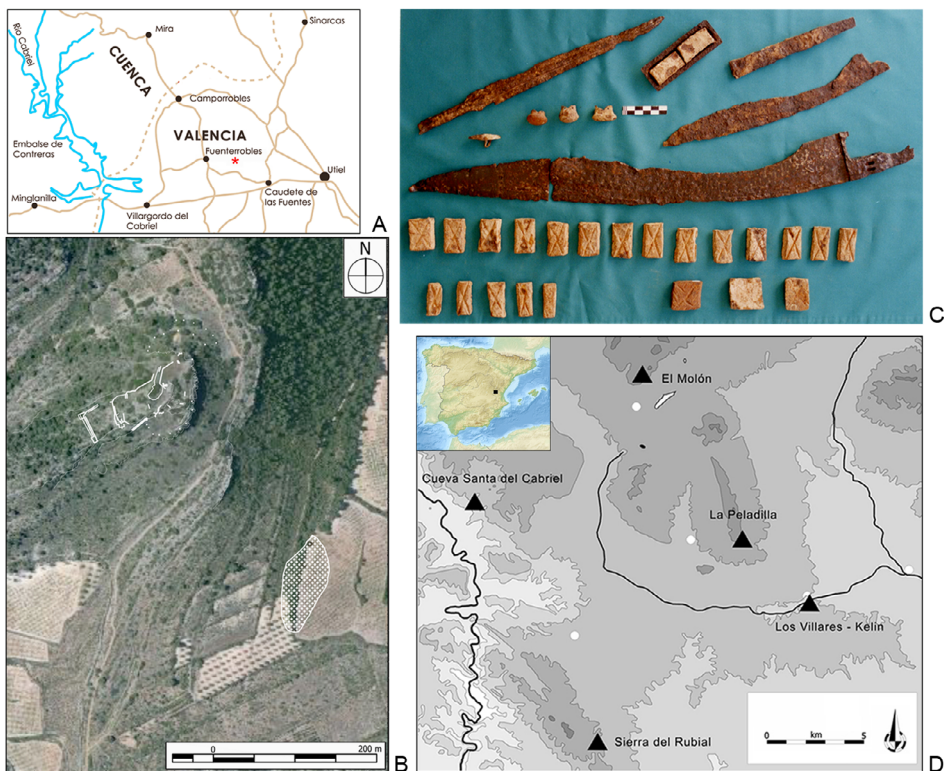 Sinarcas
Río Cabriel
Mira
CUENCA
Camporrobles
VALENCIA
Embalse de
Contreras
Fuenterrobles
*
Utiel
Caudete de
las Fuentes
Minglanilla
Villargordo del
Cabriel
A
N
0
200 m
B
C
El Molón
Cueva Santa del Cabriel
La Peladilla
Los Villares - Kelin
Sierra del Rubial
0 km 5
D